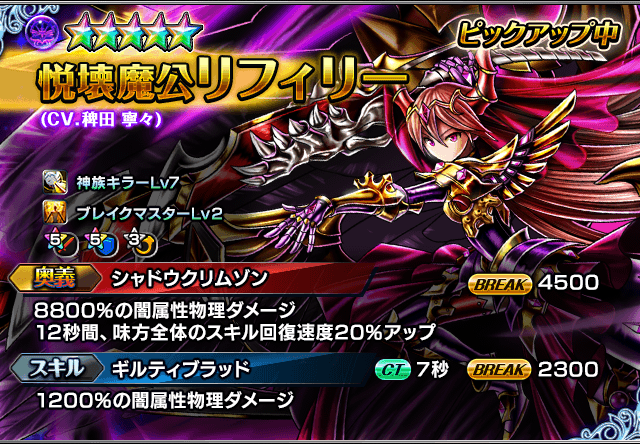 ピックアップ中
悦壊魔公リフィリー
(CV.稗田 寧々)
神族キラーLv7
ブレイクマスターLv2
5 5 3
奥義 シャドウクリムゾン BREAK 4500
8800%の闇属性物理ダメージ
12秒間、味方全体のスキル回復速度20%アップ
スキル ギルティブラッド CT 7秒 BREAK 2300
1200%の闇属性物理ダメージ